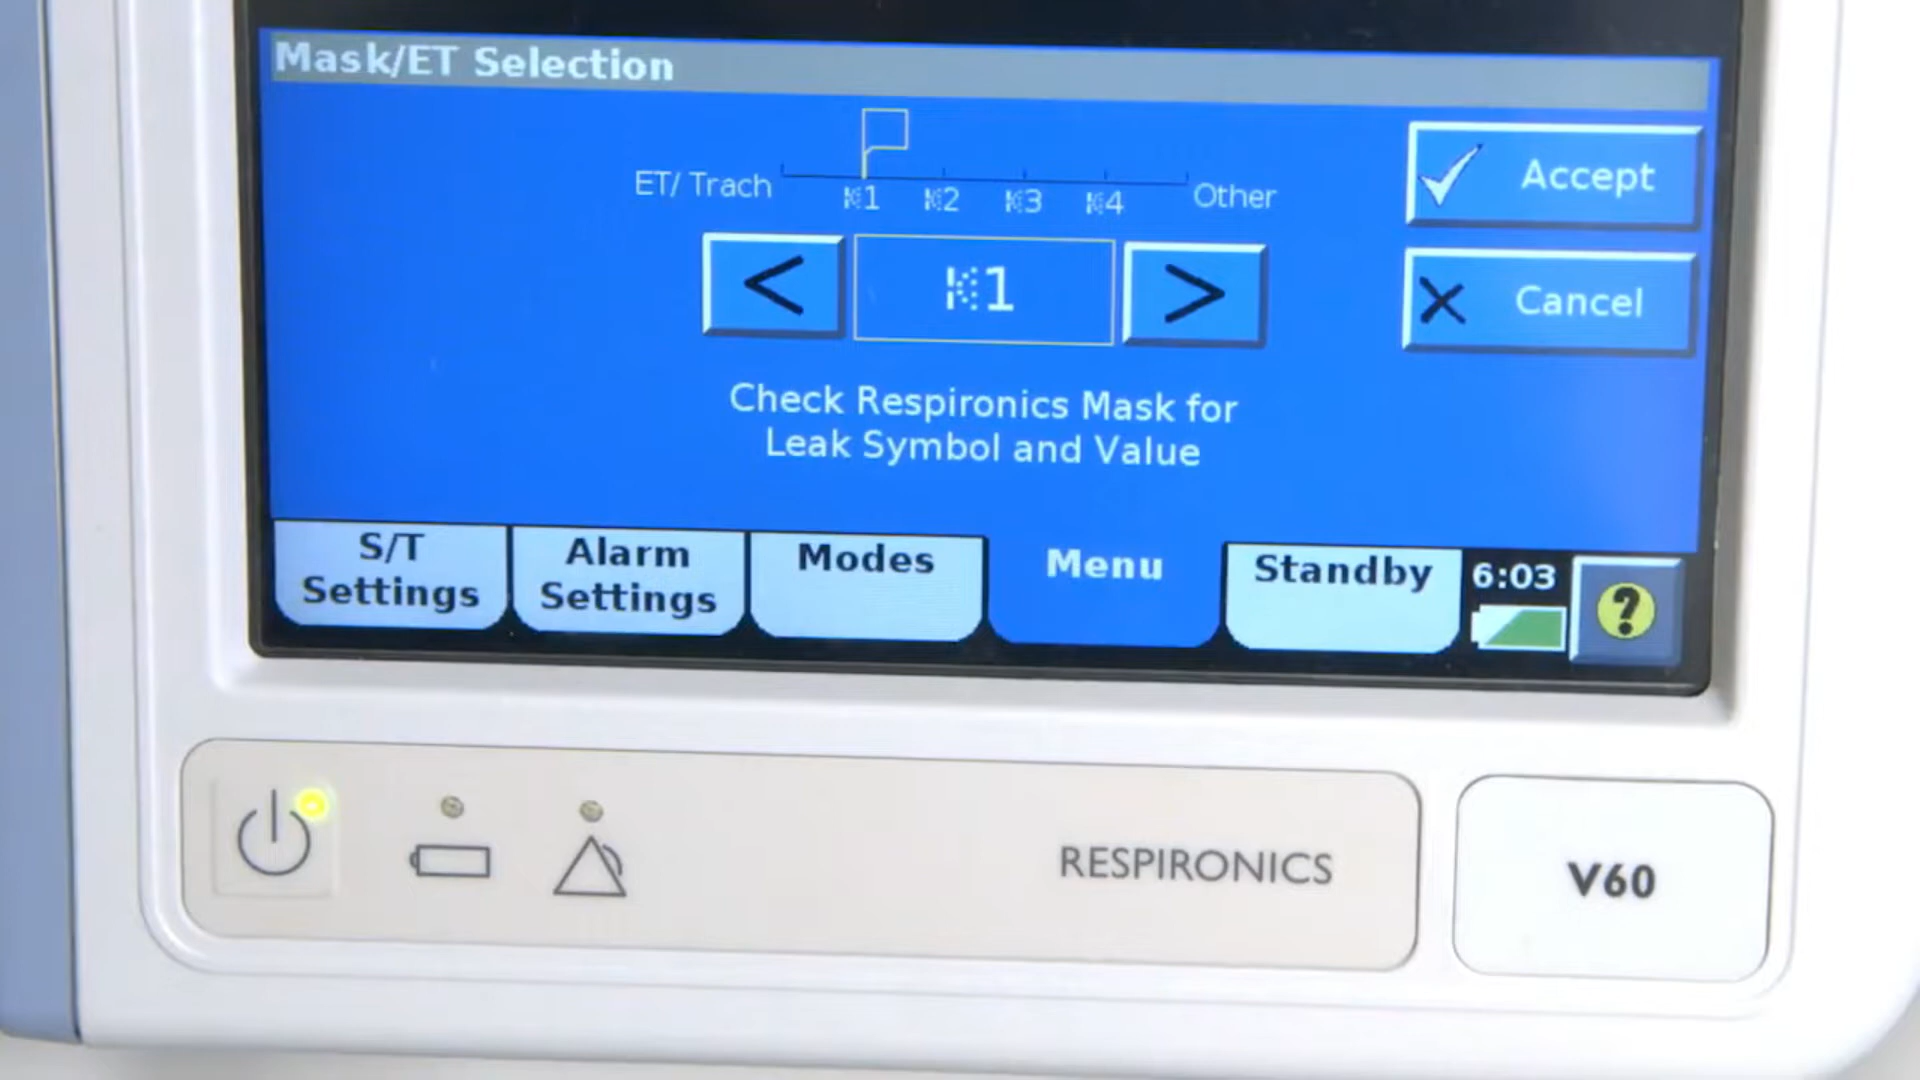 Mask/ET Selection
ET/ Trach
1
2
3
4
Other
Accept
<
1
>
Cancel
Check Respironics Mask for
Leak Symbol and Value
S/T
Settings
Alarm
Settings
Modes
Menu
Standby
6:03
?
RESPIRONICS
V60